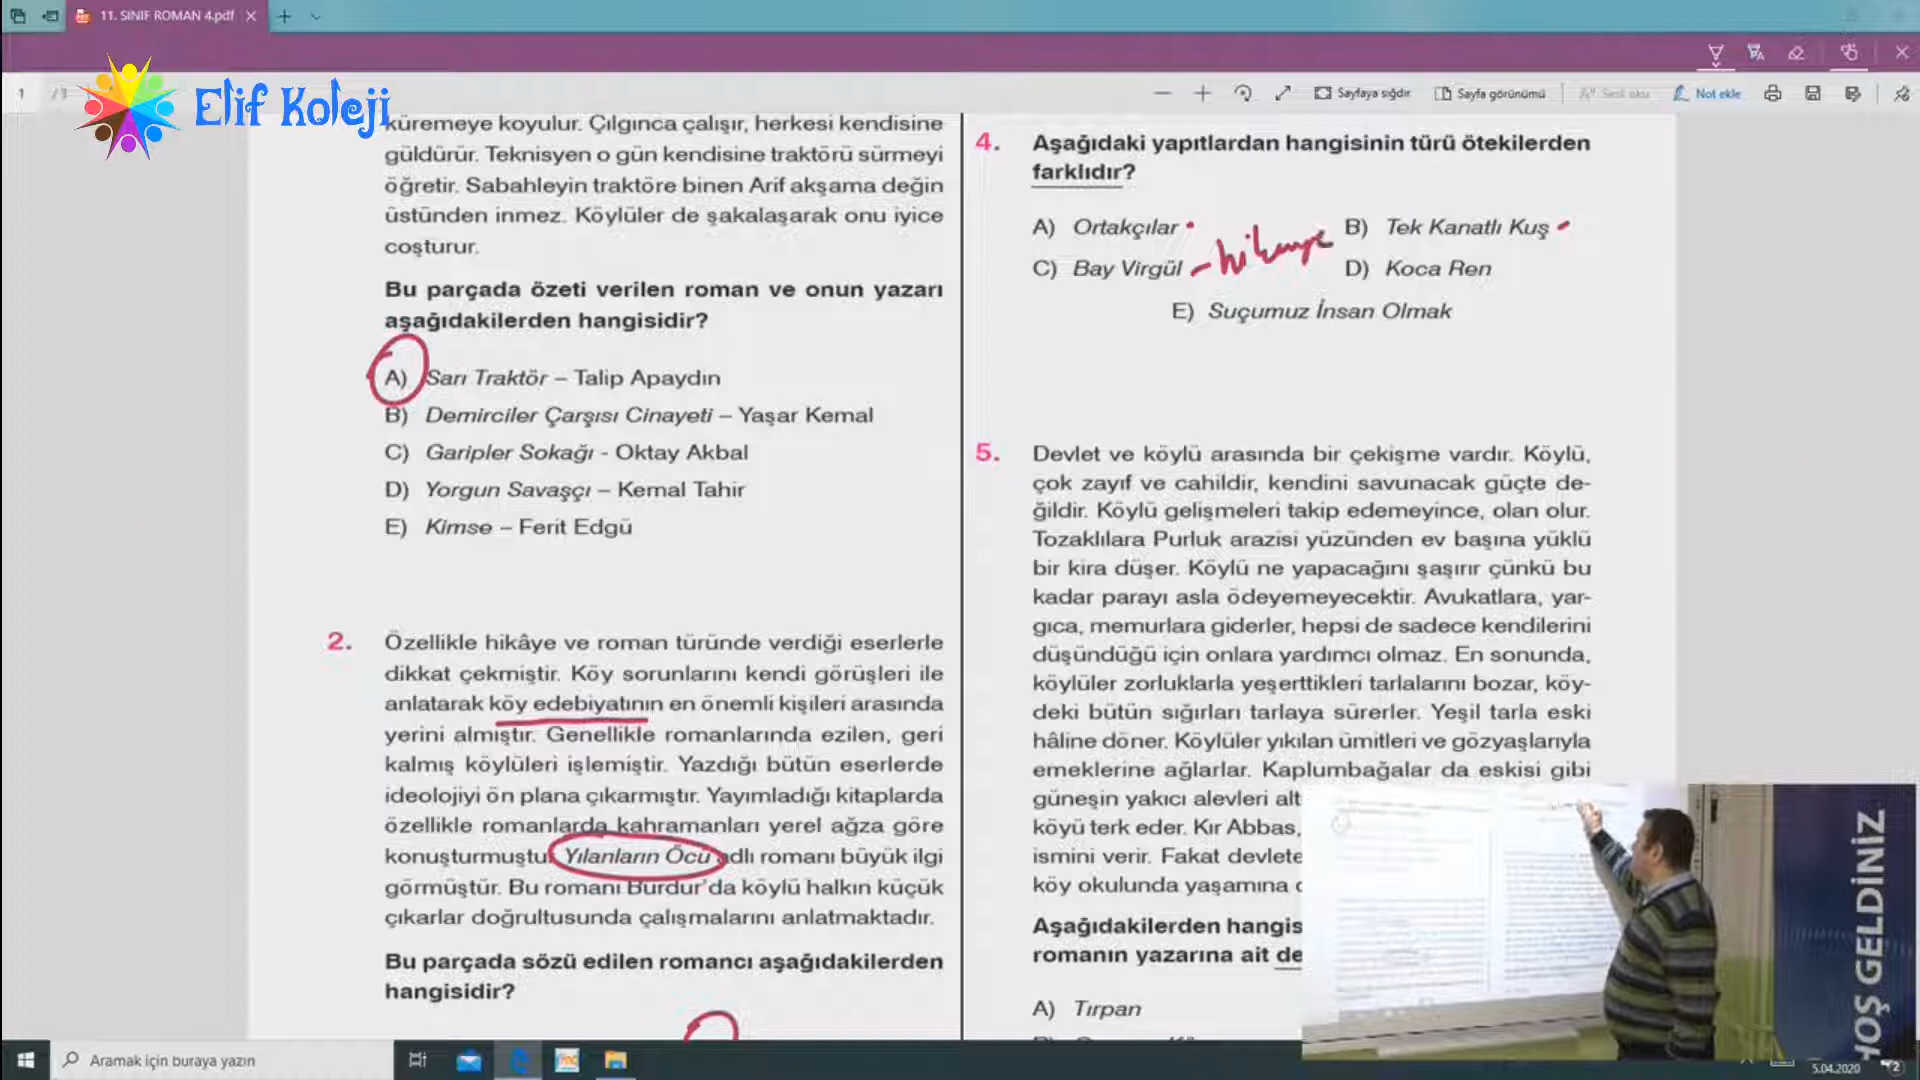 11. SINIF ROMAN 4.pdf
1 /3
Sayfaya sığdır
Sayfa görünümü
Sesli oku
Not ekle
Elif Koleji
küremeye koyulur. Çılgınca çalışır, herkesi kendisine
güldürür. Teknisyen o gün kendisine traktörü sürmeyi
öğretir. Sabahleyin traktöre binen Arif akşama değin
üstünden inmez. Köylüler de şakalaşarak onu iyice
coşturur.
Bu parçada özeti verilen roman ve onun yazarı
aşağıdakilerden hangisidir?
A) Sarı Traktör – Talip Apaydın
B) Demirciler Çarşısı Cinayeti – Yaşar Kemal
C) Garipler Sokağı - Oktay Akbal
D) Yorgun Savaşçı – Kemal Tahir
E) Kimse – Ferit Edgü
2. Özellikle hikâye ve roman türünde verdiği eserlerle
dikkat çekmiştir. Köy sorunlarını kendi görüşleri ile
anlatarak köy edebiyatının en önemli kişileri arasında
yerini almıştır. Genellikle romanlarında ezilen, geri
kalmış köylüleri işlemiştir. Yazdığı bütün eserlerde
ideolojiyi ön plana çıkarmıştır. Yayımladığı kitaplarda
özellikle romanlarda kahramanları yerel ağza göre
konuşturmuştu Yılanların Öcü adlı romanı büyük ilgi
görmüştür. Bu romanı Burdur'da köylü halkın küçük
çıkarlar doğrultusunda çalışmalarını anlatmaktadır.
Bu parçada sözü edilen romancı aşağıdakilerden
hangisidir?
4. Aşağıdaki yapıtlardan hangisinin türü ötekilerden
farklıdır?
A) Ortakçılar
B) Tek Kanatlı Kuş
hikaye
C) Bay Virgül
D) Koca Ren
E) Suçumuz İnsan Olmak
5. Devlet ve köylü arasında bir çekişme vardır. Köylü,
çok zayıf ve cahildir, kendini savunacak güçte de-
ğildir. Köylü gelişmeleri takip edemeyince, olan olur.
Tozaklılara Purluk arazisi yüzünden ev başına yüklü
bir kira düşer. Köylü ne yapacağını şaşırır çünkü bu
kadar parayı asla ödeyemeyecektir. Avukatlara, yar-
gıca, memurlara giderler, hepsi de sadece kendilerini
düşündüğü için onlara yardımcı olmaz. En sonunda,
köylüler zorluklarla yeşerttikleri tarlalarını bozar, köy-
deki bütün sığırları tarlaya sürerler. Yeşil tarla eski
hâline döner. Köylüler yıkılan ümitleri ve gözyaşlarıyla
emeklerine ağlarlar. Kaplumbağalar da eskisi gibi
güneşin yakıcı alevleri alt
köyü terk eder. Kır Abbas,
ismini verir. Fakat devlete
köy okulunda yaşamına
Aşağıdakilerden hangis
romanın yazarına ait de
A) Tırpan
HOŞ GELDİNİZ
Aramak için buraya yazın
5.04.2020
2